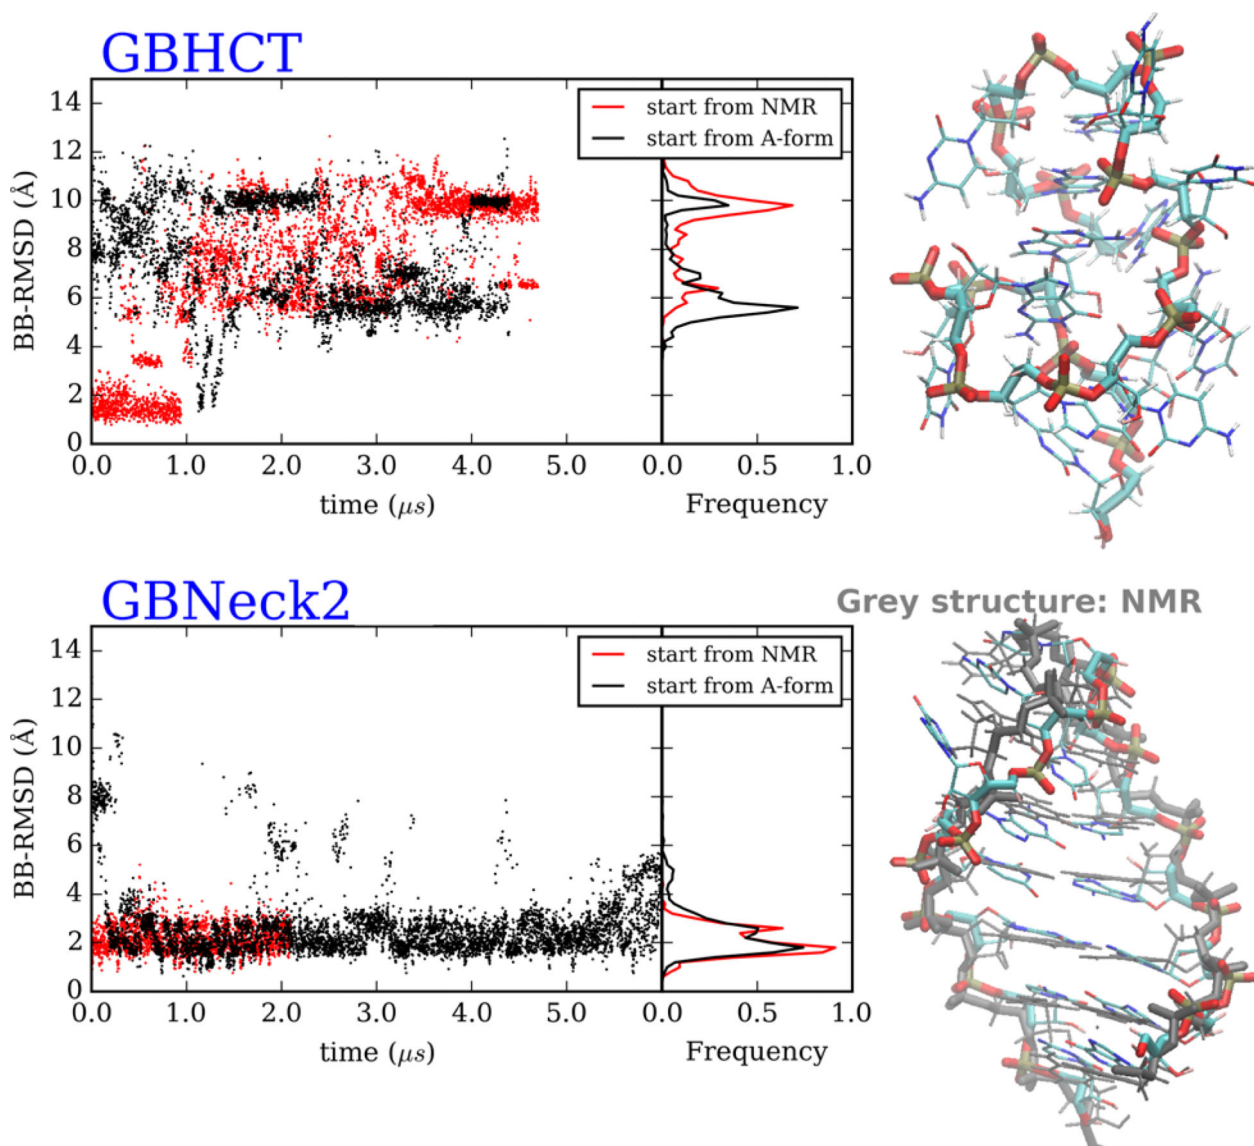 GBHCT
BB-RMSD (Å)
14
12
10
8
6
4
2
0
start from NMR
start from A-form
0.0 1.0 2.0 3.0 4.0 5.0 0.0 0.5 1.0
time (μs) Frequency
GBNeck2
Grey structure: NMR
BB-RMSD (Å)
14
12
10
8
6
4
2
0
start from NMR
start from A-form
0.0 1.0 2.0 3.0 4.0 5.0 0.0 0.5 1.0
time (μs) Frequency